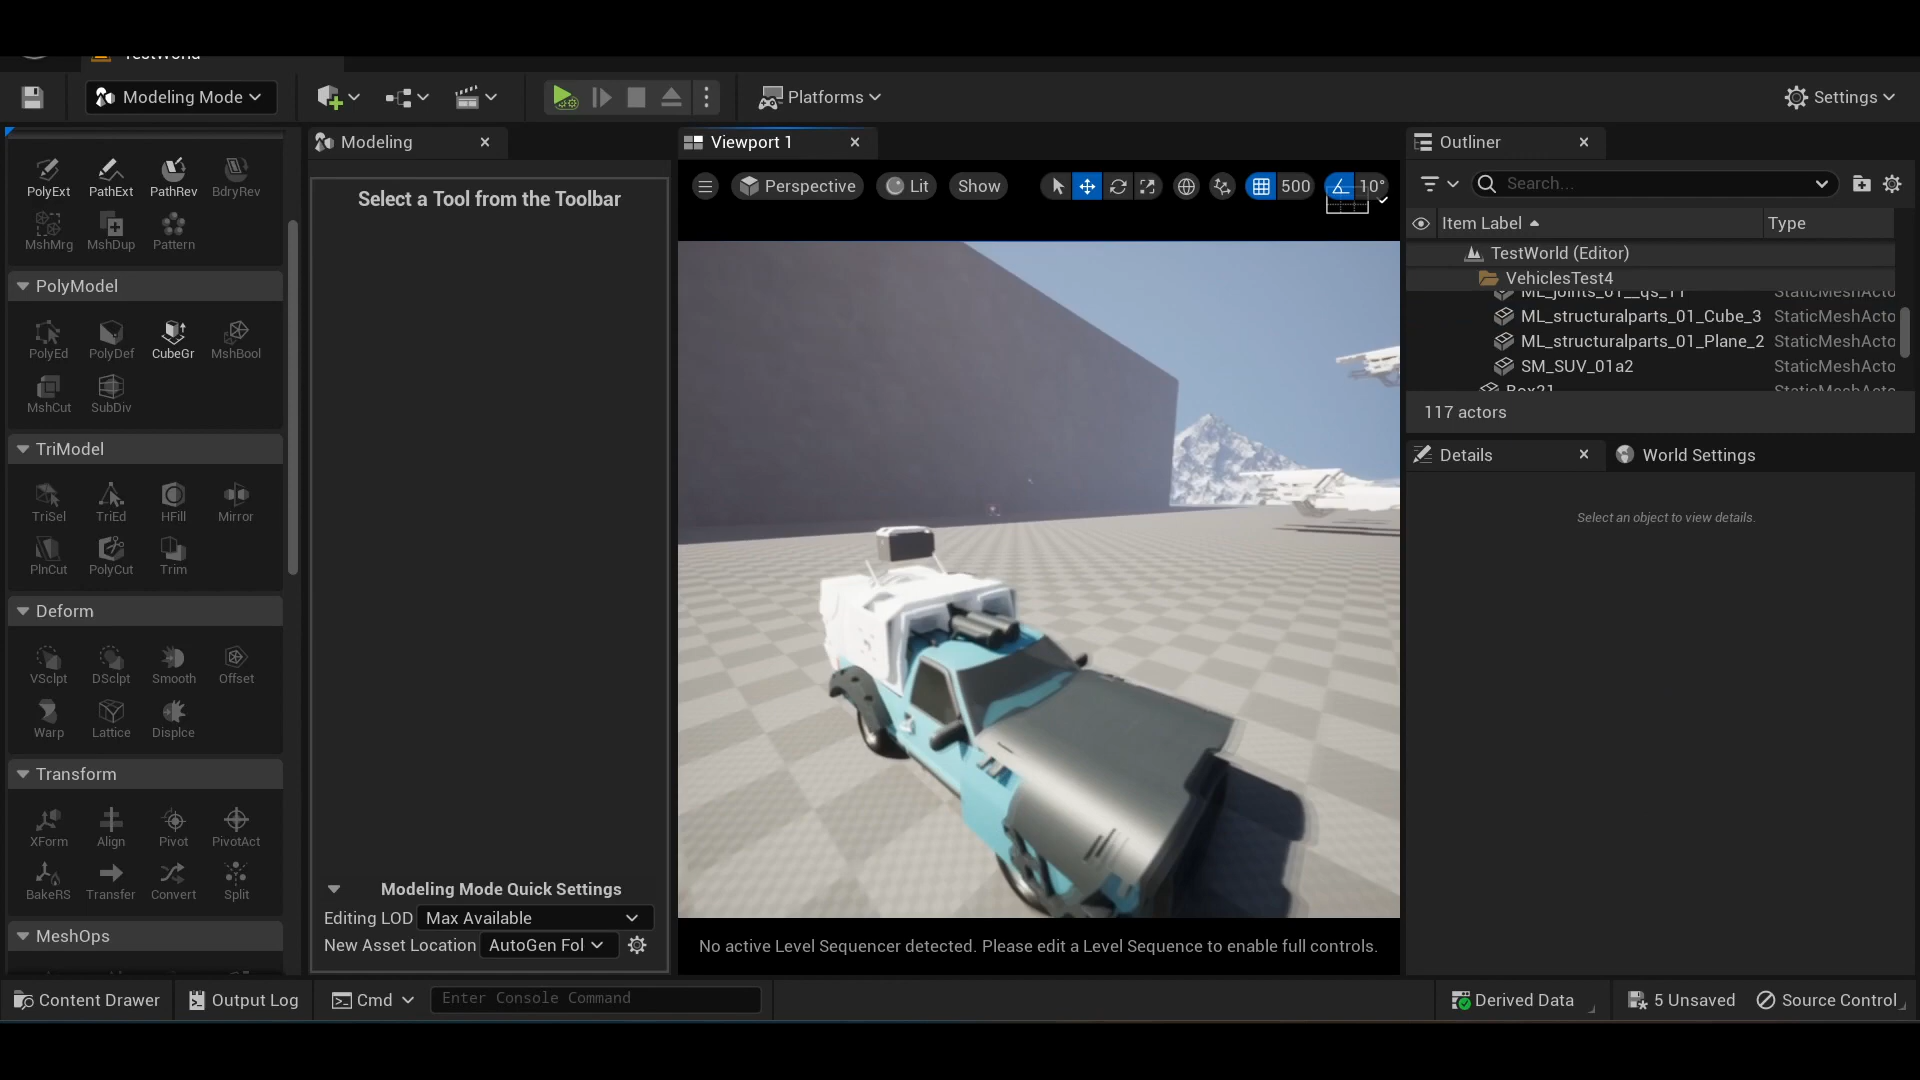 TestWorld
Modeling Mode
Platforms
Settings
PolyExt PathExt PathRev BdryRev
MshMrg MshDup Pattern
PolyModel
PolyEd PolyDef CubeGr MshBool
MshCut SubDiv
TriModel
TriSel TriEd HFill Mirror
PlnCut PolyCut Trim
Deform
VSclpt DSclpt Smooth Offset
Warp Lattice Displce
Transform
XForm Align Pivot PivotAct
BakeRS Transfer Convert Split
MeshOps
Modeling
Select a Tool from the Toolbar
Modeling Mode Quick Settings
Editing LOD Max Available
New Asset Location AutoGen Fol
Viewport 1
Perspective Lit Show 500 10°
No active Level Sequencer detected. Please edit a Level Sequence to enable full controls.
Outliner
Search...
Item Label Type
TestWorld (Editor)
VehiclesTest4
ML_joints_01__qs_11 StaticMeshActo
ML_structuralparts_01_Cube_3 StaticMeshActo
ML_structuralparts_01_Plane_2 StaticMeshActo
SM_SUV_01a2 StaticMeshActo
Box21 StaticMeshActo
117 actors
Details World Settings
Select an object to view details.
Content Drawer Output Log Cmd Enter Console Command Derived Data 5 Unsaved Source Control